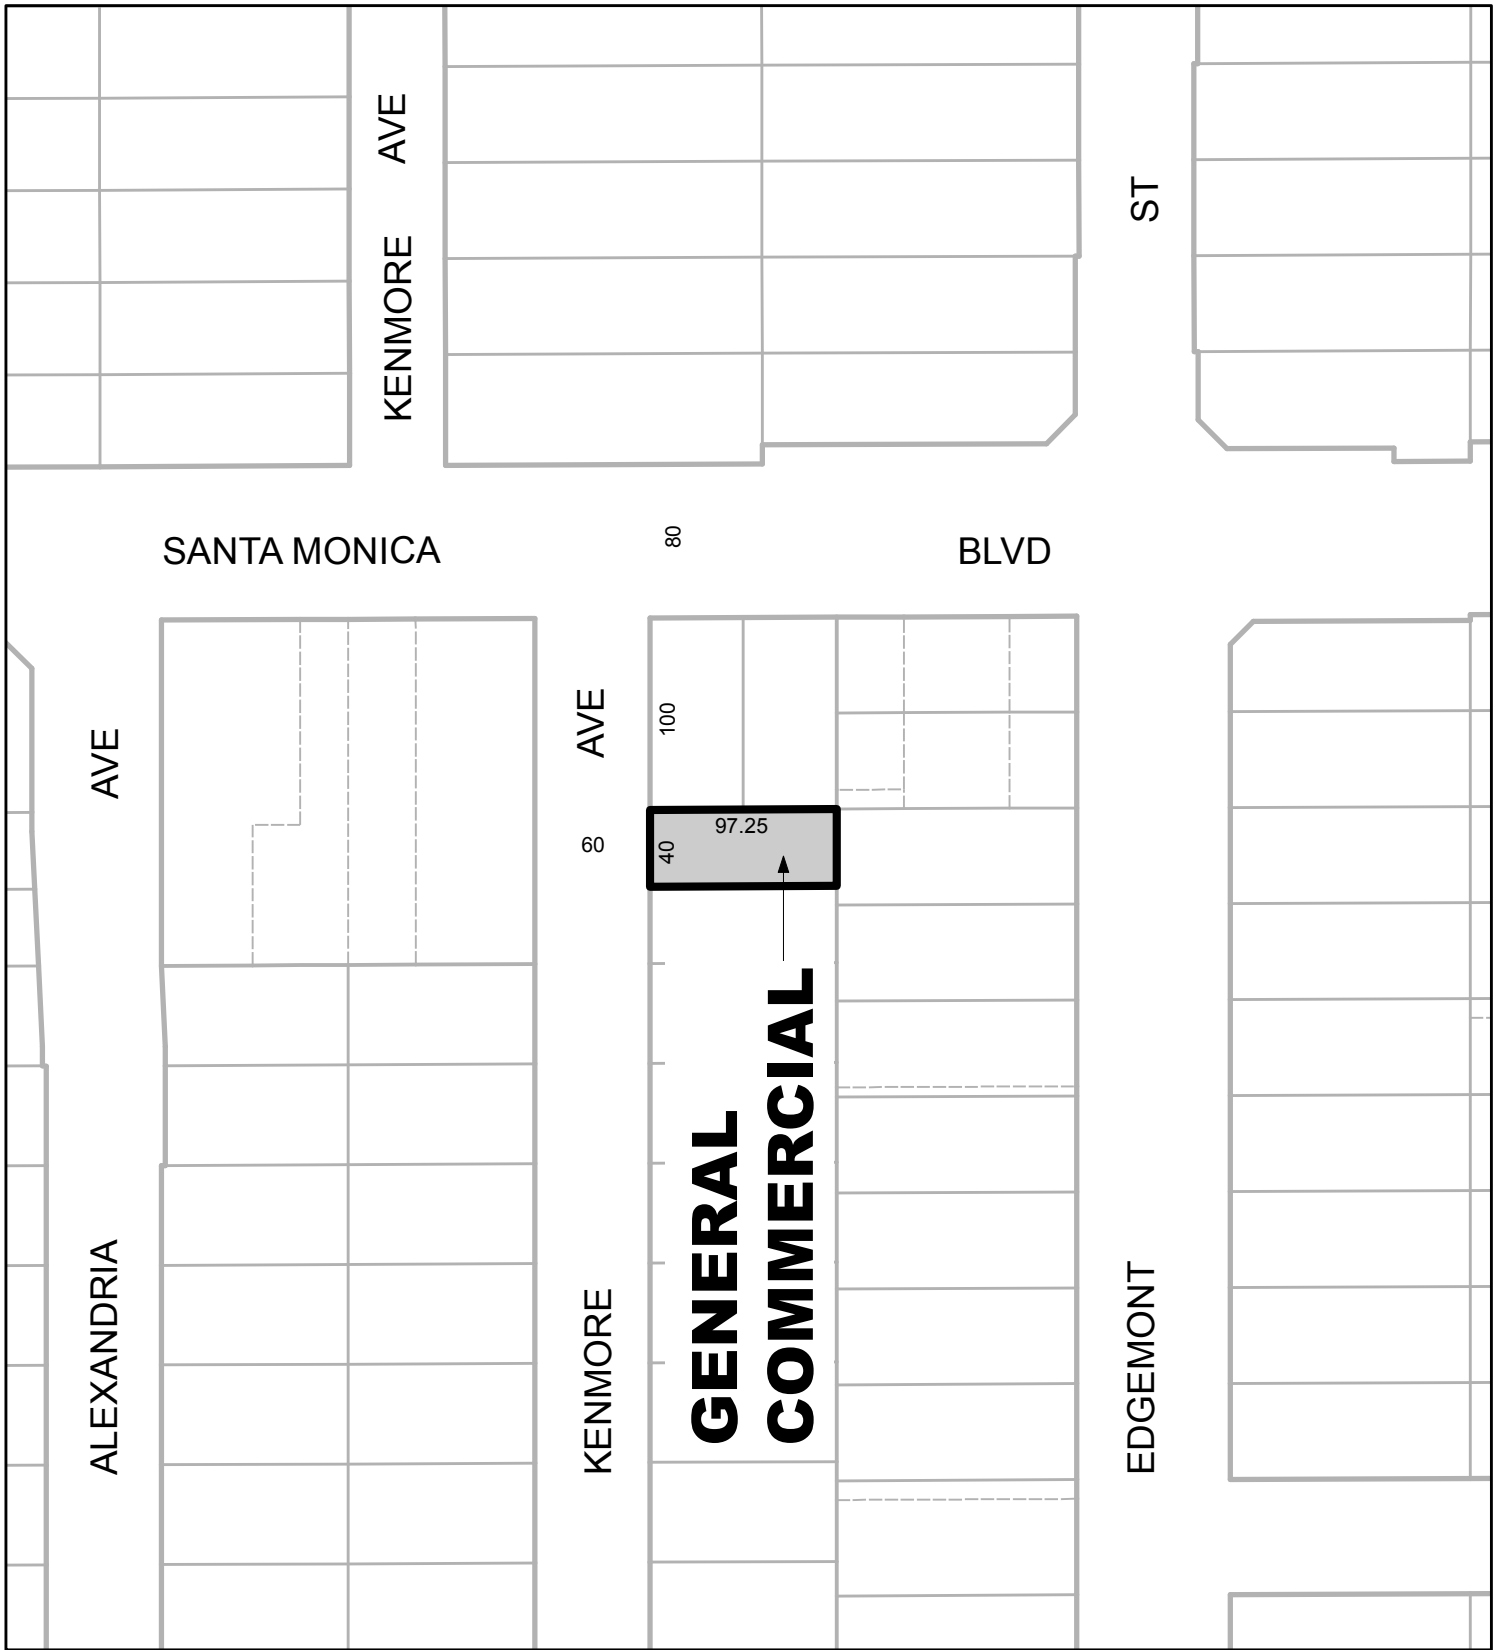 KENMORE AVE
ST
SANTA MONICA
80
BLVD
AVE
AVE
100
97.25
60
40
GENERAL
COMMERCIAL
ALEXANDRIA
KENMORE
EDGEMONT